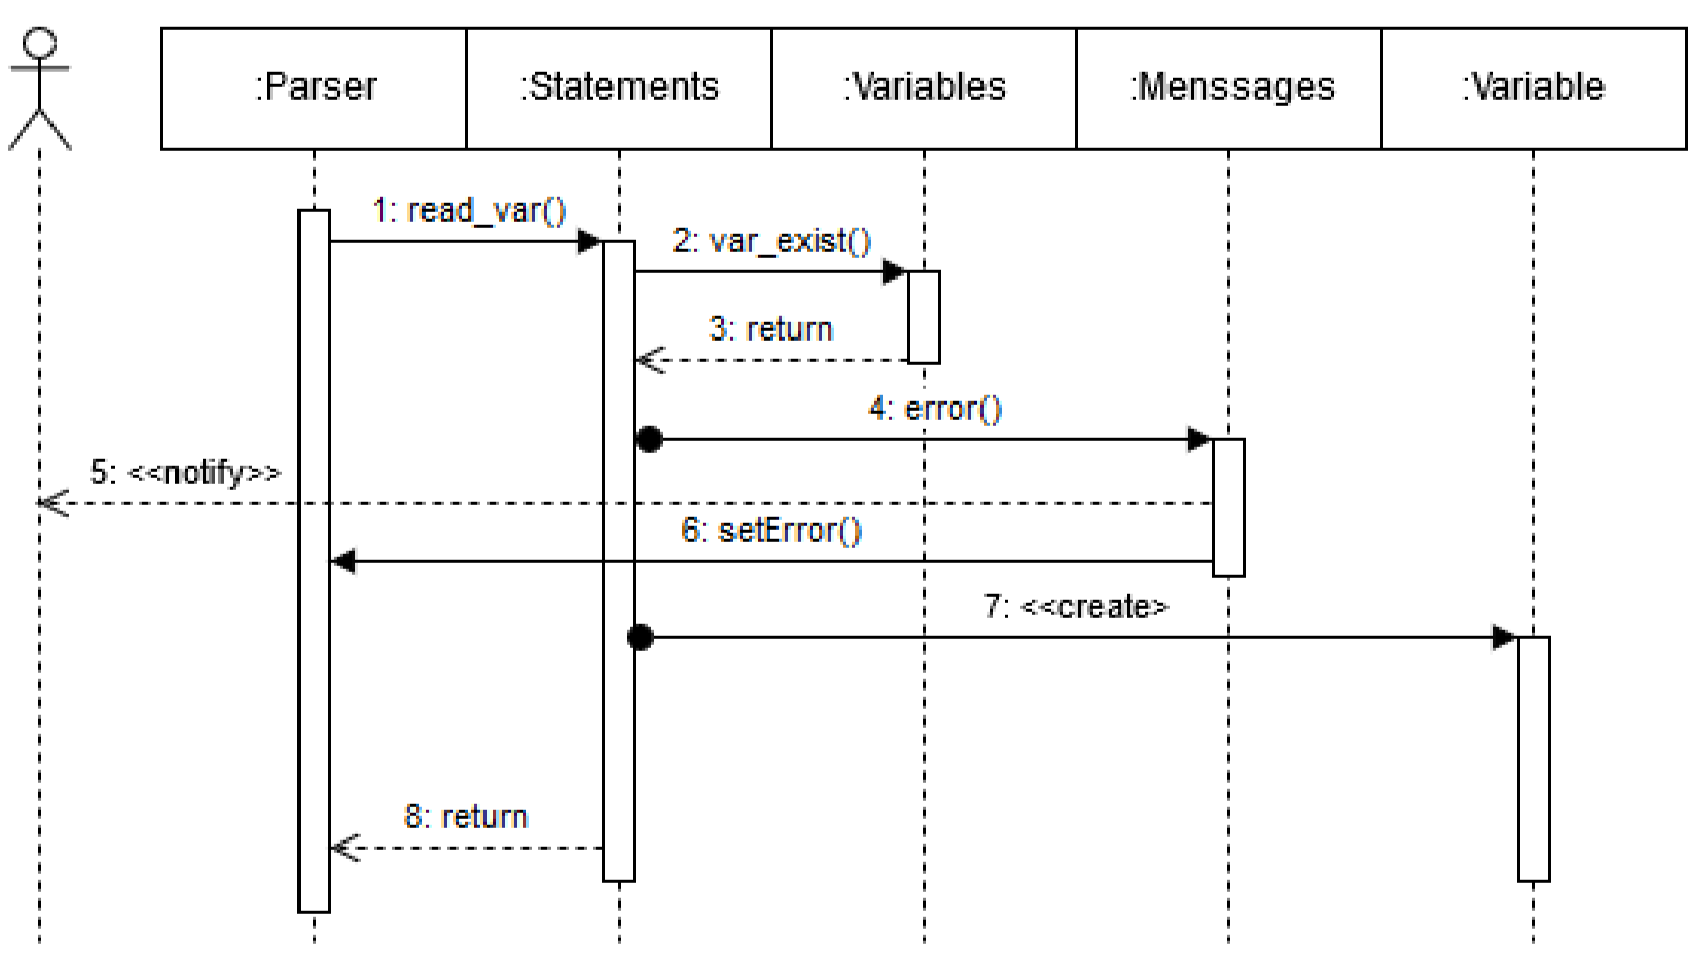 :Parser
:Statements
:Variables
:Menssages
:Variable
1: read_var()
2: var_exist()
3: return
4: error()
5: <<notify>>
6: setError()
7: <<create>
8: return